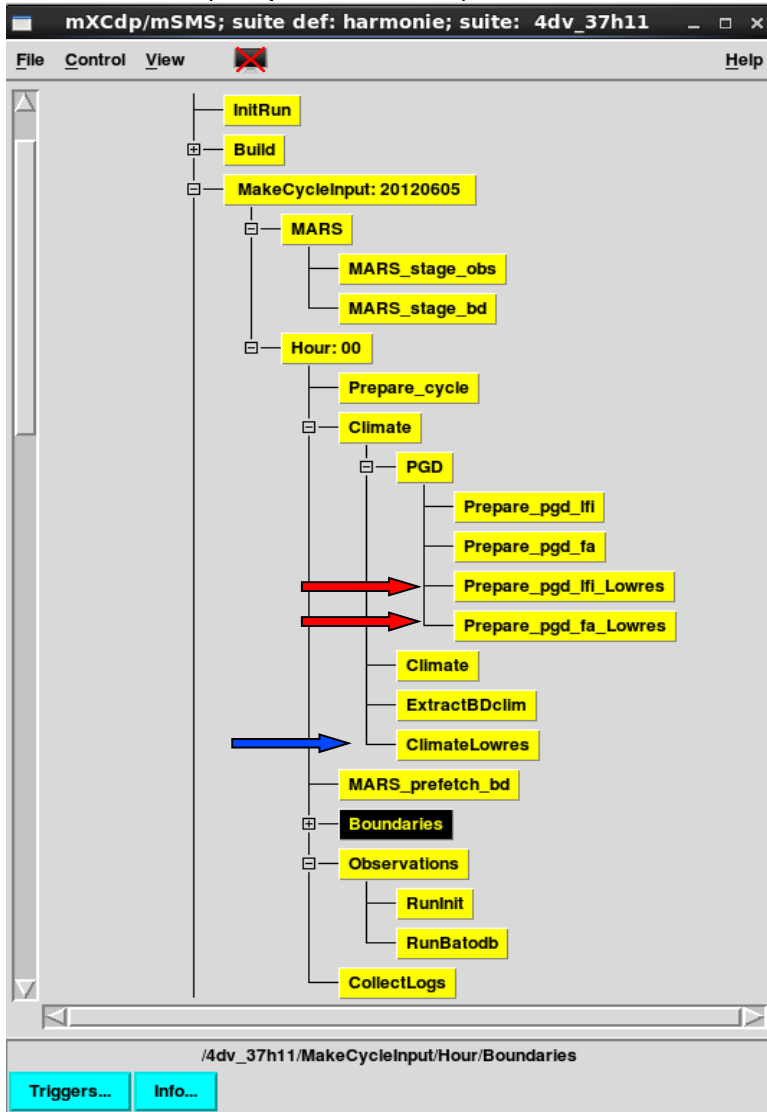 mXCdp/mSMS; suite def: harmonie; suite: 4dv_37h11
File Control View Help
InitRun
Build
MakeCycleInput: 20120605
MARS
MARS_stage_obs
MARS_stage_bd
Hour: 00
Prepare_cycle
Climate
PGD
Prepare_pgd_lfi
Prepare_pgd_fa
Prepare_pgd_lfi_Lowres
Prepare_pgd_fa_Lowres
Climate
ExtractBDclim
ClimateLowres
MARS_prefetch_bd
Boundaries
Observations
RunInit
RunBatodb
CollectLogs
/4dv_37h11/MakeCycleInput/Hour/Boundaries
Triggers... Info...